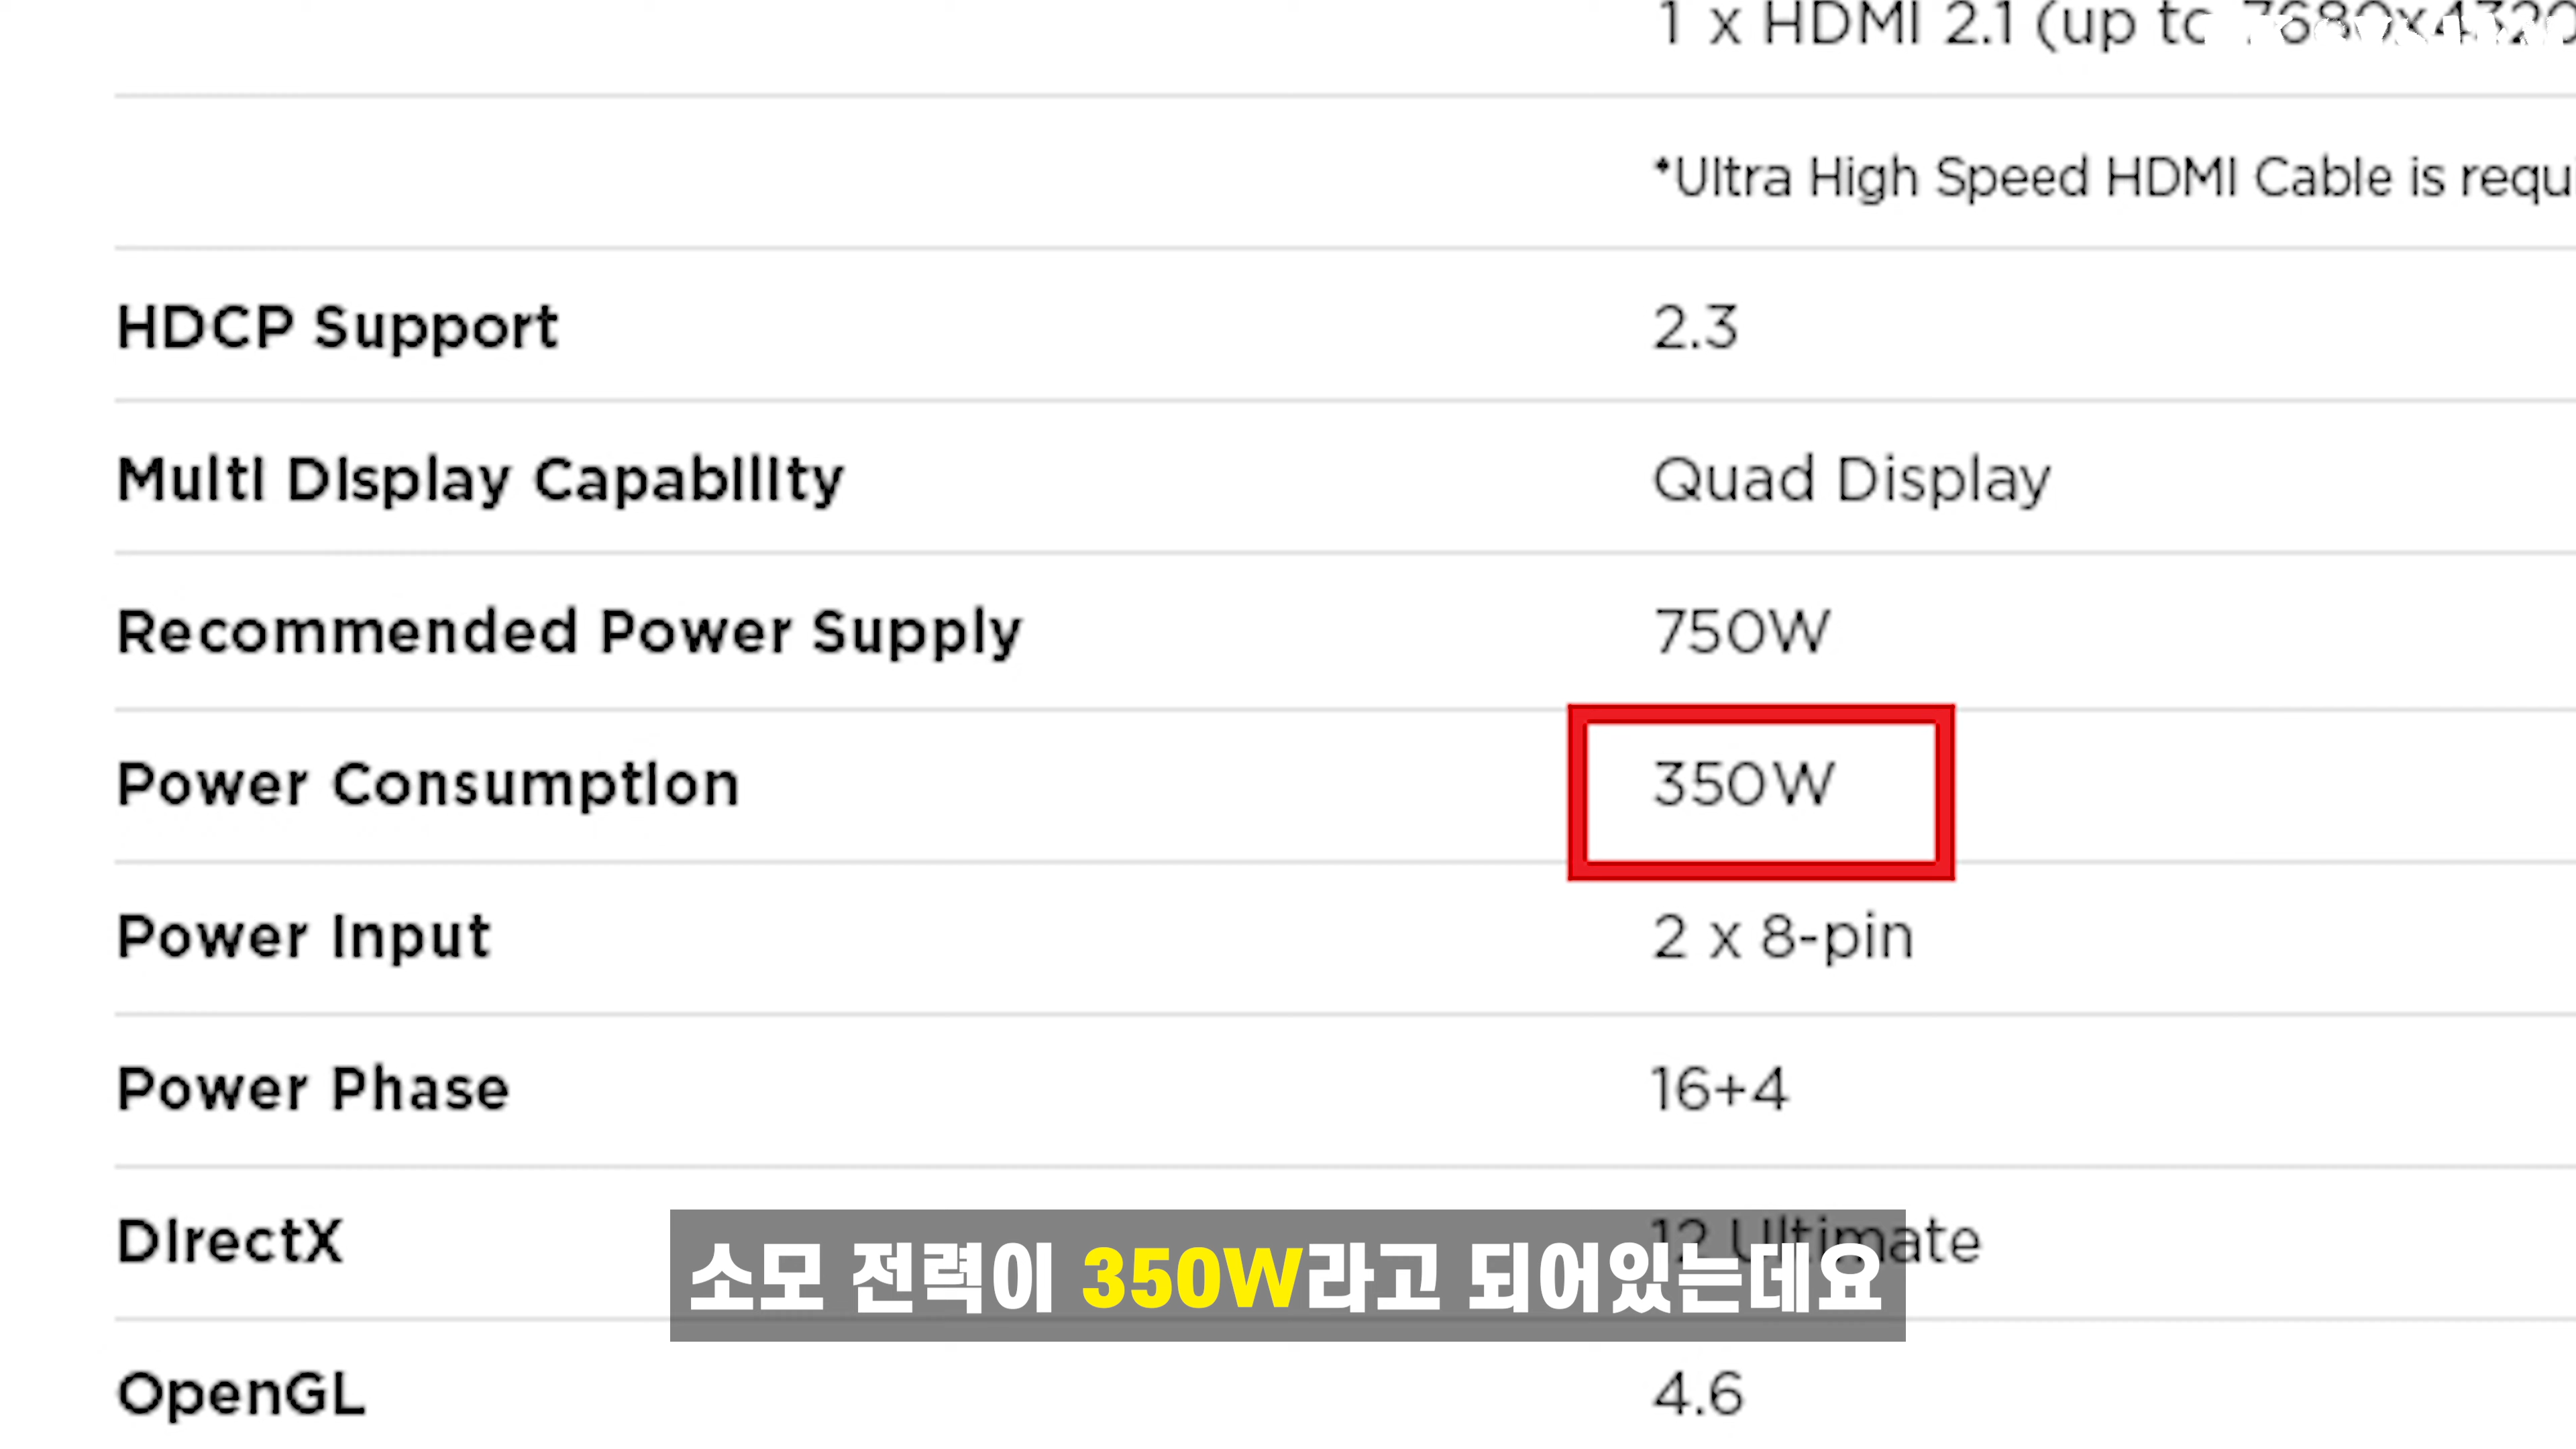 1 x HDMI 2.1 (up to 7680x4320
*Ultra High Speed HDMI Cable is requ
HDCP Support 2.3
Multi Display Capability Quad Display
Recommended Power Supply 750W
Power Consumption 350W
Power Input 2 x 8-pin
Power Phase 16+4
DirectX 12 Ultimate
소모 전력이 350W라고 되어있는데요
OpenGL 4.6